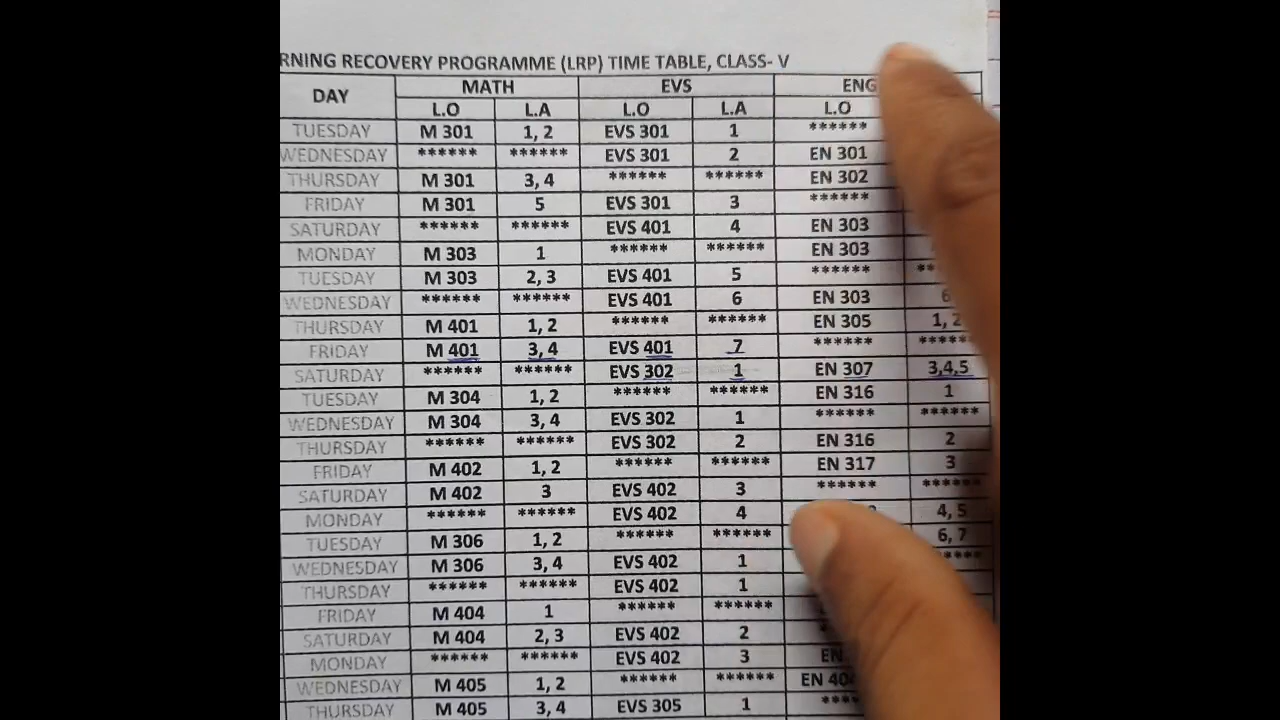 RNING RECOVERY PROGRAMME (LRP) TIME TABLE, CLASS- V
DAY MATH EVS ENG
L.O L.A L.O L.A L.O
TUESDAY M 301 1, 2 EVS 301 1 ******
WEDNESDAY ****** ****** EVS 301 2 EN 301
THURSDAY M 301 3, 4 ****** ****** EN 302
FRIDAY M 301 5 EVS 301 3 ******
SATURDAY ****** ****** EVS 401 4 EN 303
MONDAY M 303 1 ****** ****** EN 303
TUESDAY M 303 2, 3 EVS 401 5 ******
WEDNESDAY ****** ****** EVS 401 6 EN 303
THURSDAY M 401 1, 2 ****** ****** EN 305 1, 2
FRIDAY M 401 3, 4 EVS 401 7 ****** ******
SATURDAY ****** ****** EVS 302 1 EN 307 3,4,5
TUESDAY M 304 1, 2 ****** ****** EN 316 1
WEDNESDAY M 304 3, 4 EVS 302 1 ****** ******
THURSDAY ****** ****** EVS 302 2 EN 316 2
FRIDAY M 402 1, 2 ****** ****** EN 317 3
SATURDAY M 402 3 EVS 402 3 ****** ******
MONDAY ****** ****** EVS 402 4 4, 5
TUESDAY M 306 1, 2 ****** ****** 6, 7
WEDNESDAY M 306 3, 4 EVS 402 1
THURSDAY ****** ****** EVS 402 1
FRIDAY M 404 1 ****** ******
SATURDAY M 404 2, 3 EVS 402 2
MONDAY ****** ****** EVS 402 3 EN
WEDNESDAY M 405 1, 2 ****** ****** EN
THURSDAY M 405 3, 4 EVS 305 1